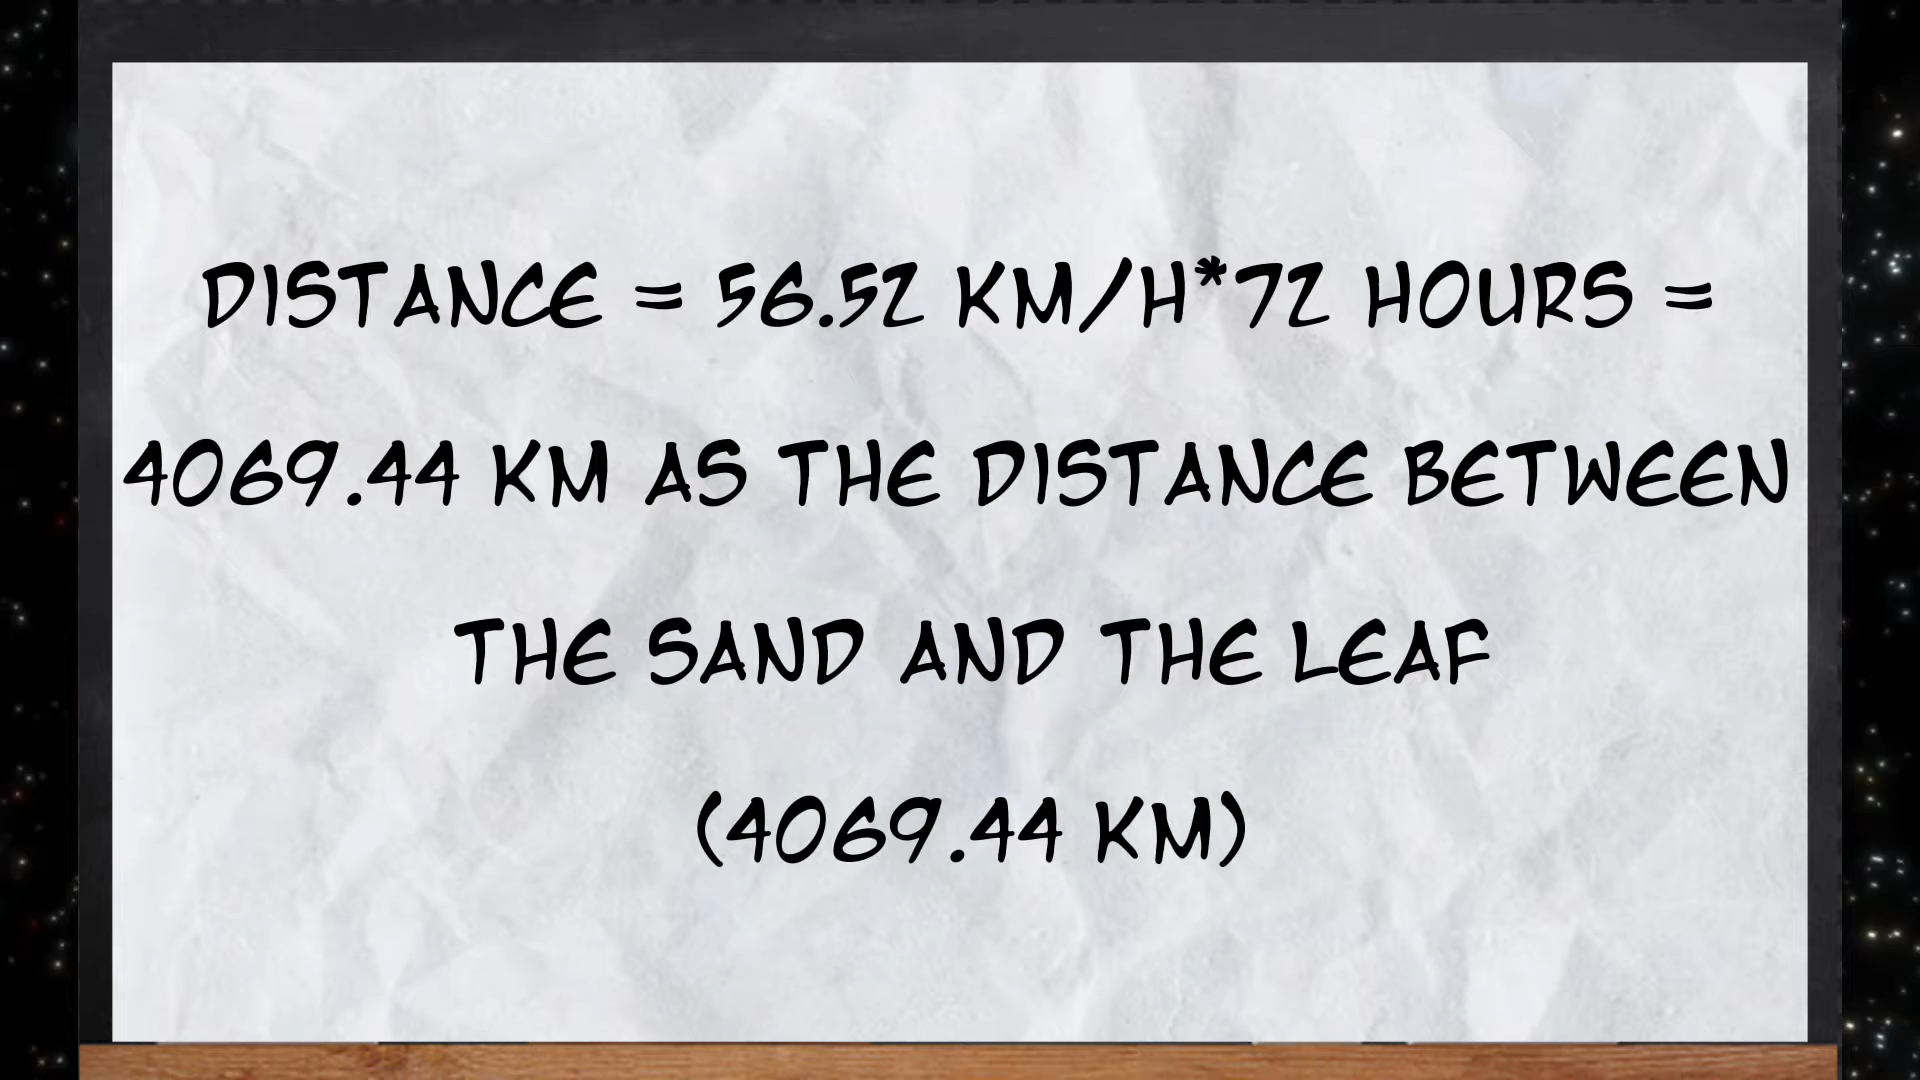 DISTANCE = 56.52 KM/H*72 HOURS =
4069.44 KM AS THE DISTANCE BETWEEN
THE SAND AND THE LEAF
(4069.44 KM)